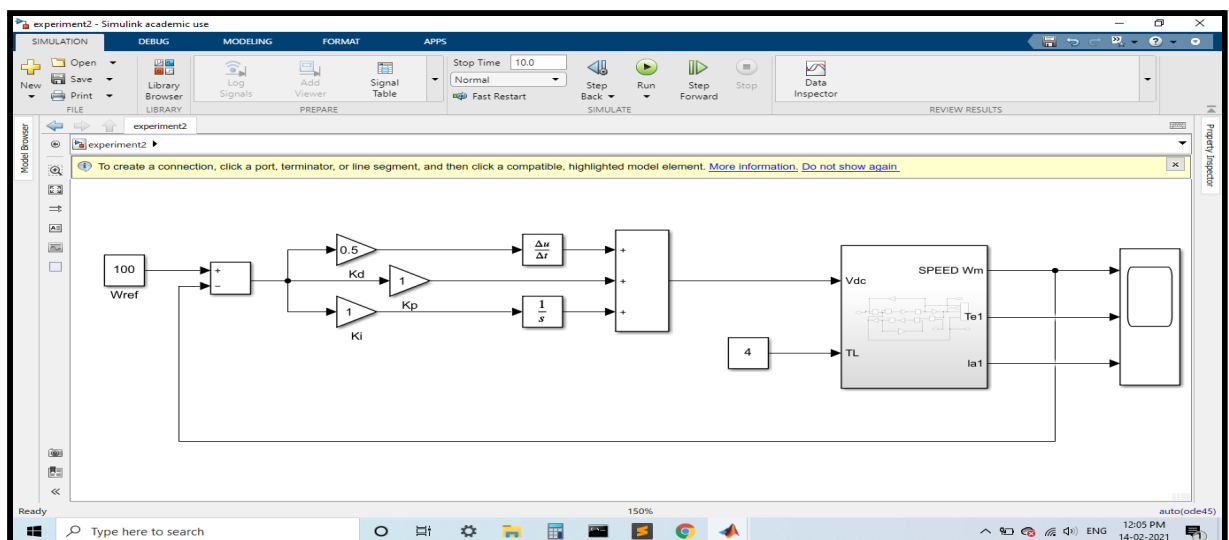 experiment2 - Simulink academic use
SIMULATION DEBUG MODELING FORMAT APPS
New
Open
Save
Print
FILE
Library
Browser
LIBRARY
Log
Signals
Add
Viewer
Signal
Table
PREPARE
Stop Time 10.0
Normal
Fast Restart
Step
Back
Run
Step
Forward
Stop
SIMULATE
Data
Inspector
REVIEW RESULTS
Model Browser
experiment2
experiment2
Property Inspector
To create a connection, click a port, terminator, or line segment, and then click a compatible, highlighted model element. More information. Do not show again
100
Wref
+
−
0.5
Kd
1
Kp
1
Ki
Δu
Δt
1
s
+
+
+
4
Vdc
TL
SPEED Wm
Te1
Ia1
Ready
150%
auto(ode45)
Type here to search
ENG
12:05 PM
14-02-2021